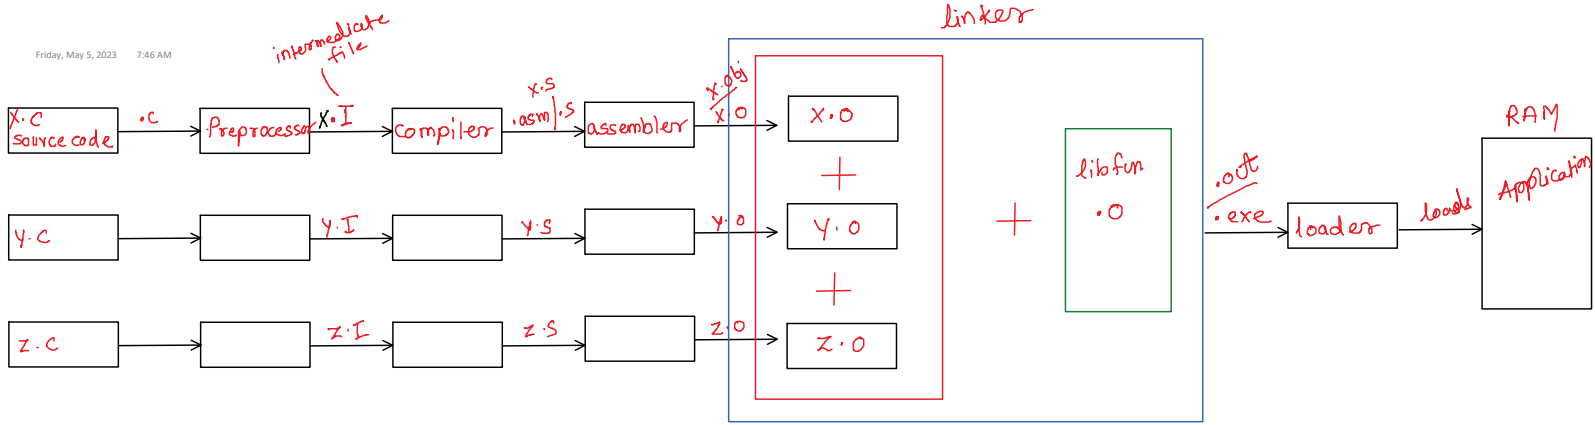 linker
Friday, May 5, 2023 7:46 AM
intermediate
file
X.C
source code
.C
Preprocessor
X.I
compiler
X.S
.asm/.S
assembler
X.obj
X.O
X.O
+
RAM
Application
libfun
.O
+
.out
.exe
loader
loads
Y.C
Y.I
Y.S
Y.O
Y.O
+
Z.C
Z.I
Z.S
Z.O
Z.O